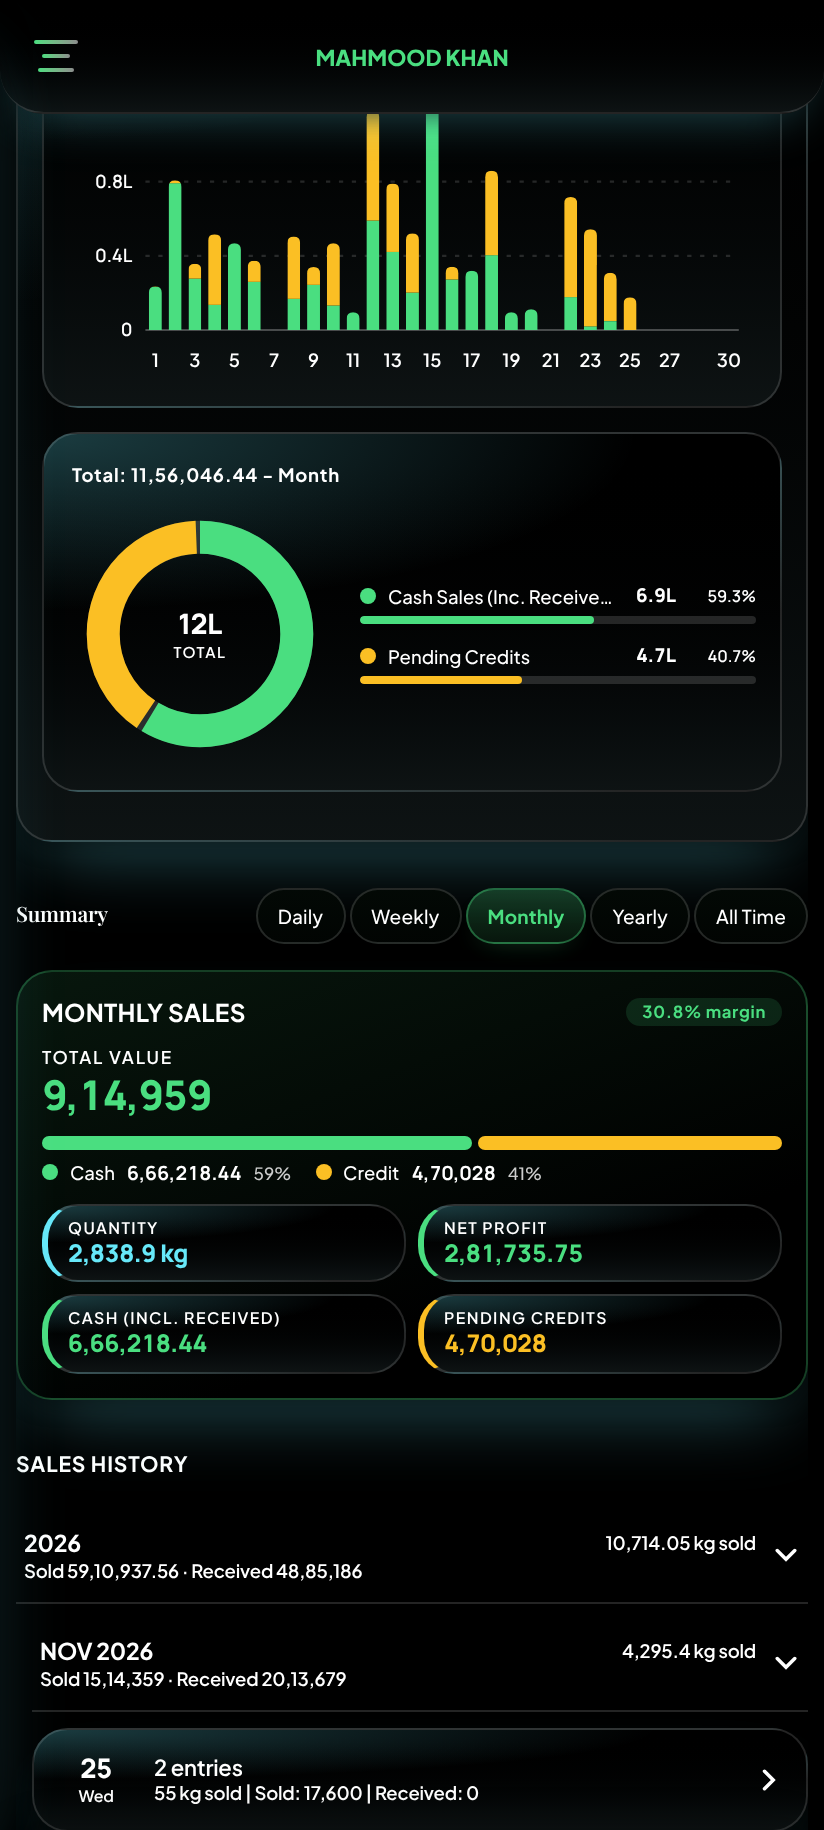 MAHMOOD KHAN
0.8L
0.4L
0
1 3 5 7 9 11 13 15 17 19 21 23 25 27 30
Total: 11,56,046.44 - Month
12L
TOTAL
Cash Sales (Inc. Receive... 6.9L 59.3%
Pending Credits 4.7L 40.7%
Summary
Daily Weekly Monthly Yearly All Time
MONTHLY SALES 30.8% margin
TOTAL VALUE
9,14,959
Cash 6,66,218.44 59% Credit 4,70,028 41%
QUANTITY
2,838.9 kg
NET PROFIT
2,81,735.75
CASH (INCL. RECEIVED)
6,66,218.44
PENDING CREDITS
4,70,028
SALES HISTORY
2026 10,714.05 kg sold
Sold 59,10,937.56 · Received 48,85,186
NOV 2026 4,295.4 kg sold
Sold 15,14,359 · Received 20,13,679
25
Wed
2 entries
55 kg sold | Sold: 17,600 | Received: 0